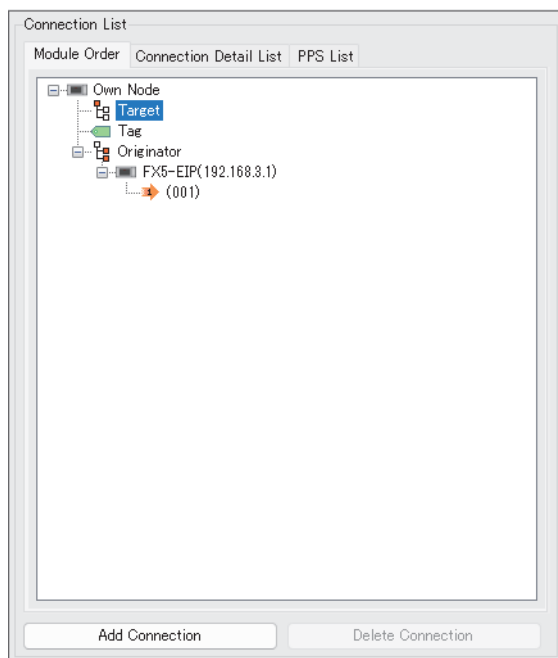 Connection List
Module Order Connection Detail List PPS List
Own Node
Target
Tag
Originator
FX5-EIP(192.168.3.1)
1 (001)
Add Connection Delete Connection